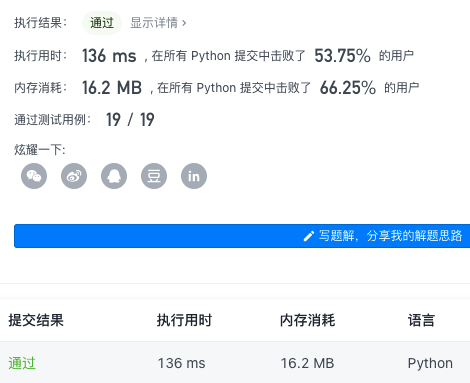 执行结果： 通过 显示详情 >
执行用时： 136 ms , 在所有 Python 提交中击败了 53.75% 的用户
内存消耗： 16.2 MB , 在所有 Python 提交中击败了 66.25% 的用户
通过测试用例： 19 / 19
炫耀一下:
豆 in
写题解，分享我的解题思路
提交结果 执行用时 内存消耗 语言
通过 136 ms 16.2 MB Python